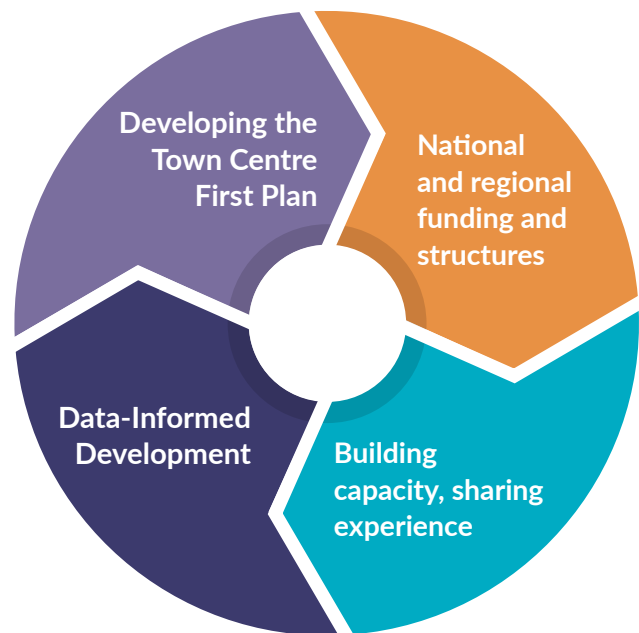 Developing the
Town Centre
First Plan
National
and regional
funding and
structures
Data-Informed
Development
Building
capacity, sharing
experience